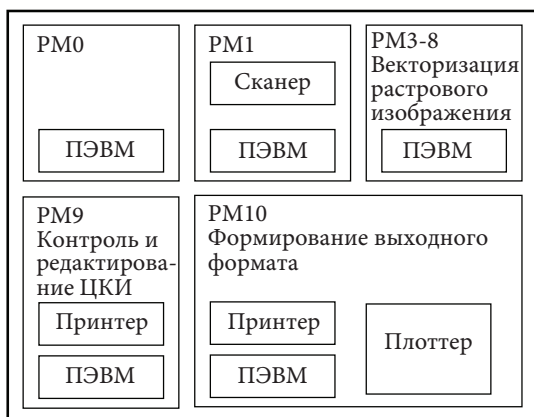 РМ0
ПЭВМ
РМ1
Сканер
ПЭВМ
РМ3-8
Векторизация
растрового
изображения
ПЭВМ
РМ9
Контроль и
редактирова-
ние ЦКИ
Принтер
ПЭВМ
РМ10
Формирование выходного
формата
Принтер
ПЭВМ
Плоттер